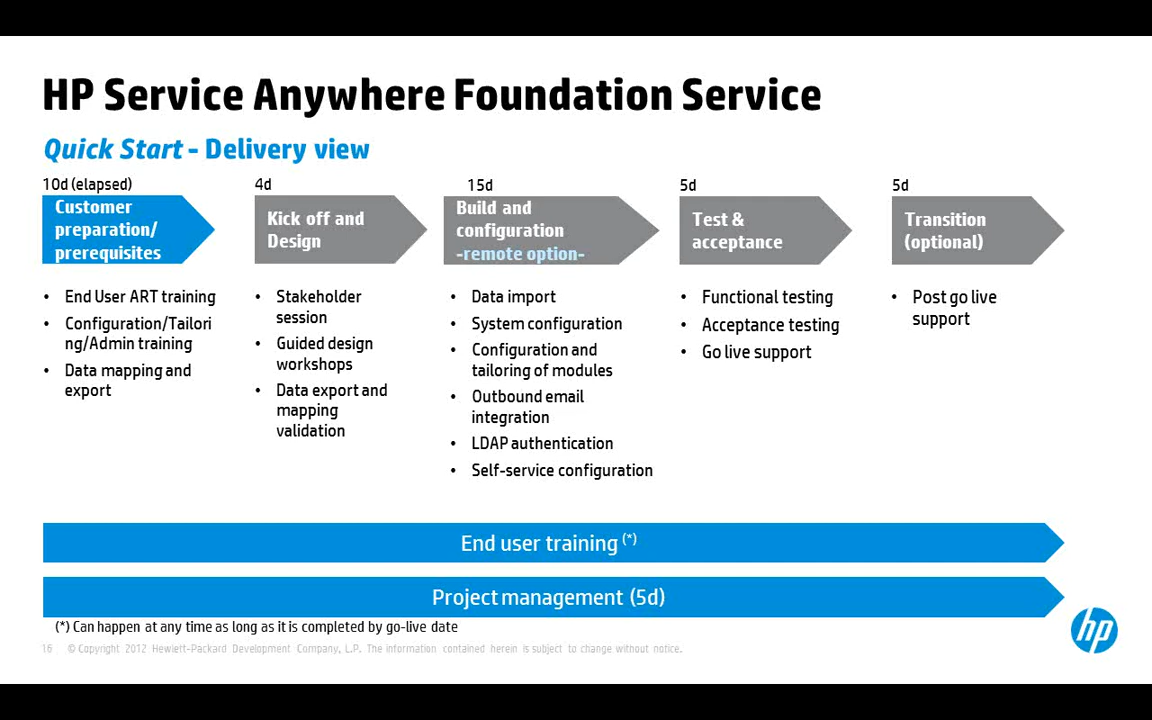 HP Service Anywhere Foundation Service
Quick Start - Delivery view
10d (elapsed)
Customer
preparation/
prerequisites
• End User ART training
• Configuration/Tailori
ng/Admin training
• Data mapping and
export
4d
Kick off and
Design
• Stakeholder
session
• Guided design
workshops
• Data export and
mapping
validation
15d
Build and
configuration
-remote option-
• Data import
• System configuration
• Configuration and
tailoring of modules
• Outbound email
integration
• LDAP authentication
• Self-service configuration
5d
Test &
acceptance
• Functional testing
• Acceptance testing
• Go live support
5d
Transition
(optional)
• Post go live
support
End user training (*)
Project management (5d)
(*) Can happen at any time as long as it is completed by go-live date
16 © Copyright 2012 Hewlett-Packard Development Company, L.P. The information contained herein is subject to change without notice.
hp